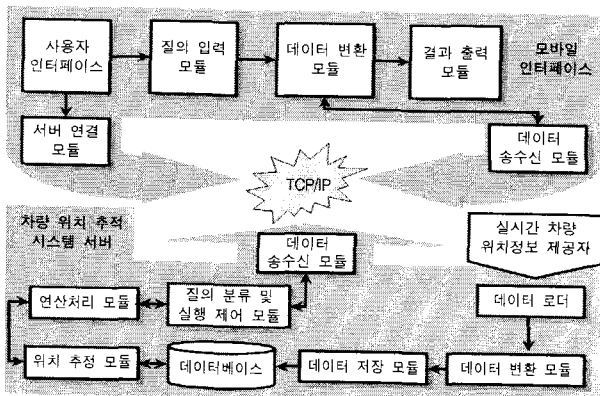 사용자
인터페이스
질의 입력
모듈
데이터 변환
모듈
결과 출력
모듈
모바일
인터페이스
서버 연결
모듈
데이터
송수신 모듈
TCP/IP
차량 위치 추적
시스템 서버
데이터
송수신 모듈
실시간 차량
위치정보 제공자
연산처리 모듈
질의 분류 및
실행 제어 모듈
데이터 로더
위치 추정 모듈
데이터베이스
데이터 저장 모듈
데이터 변환 모듈